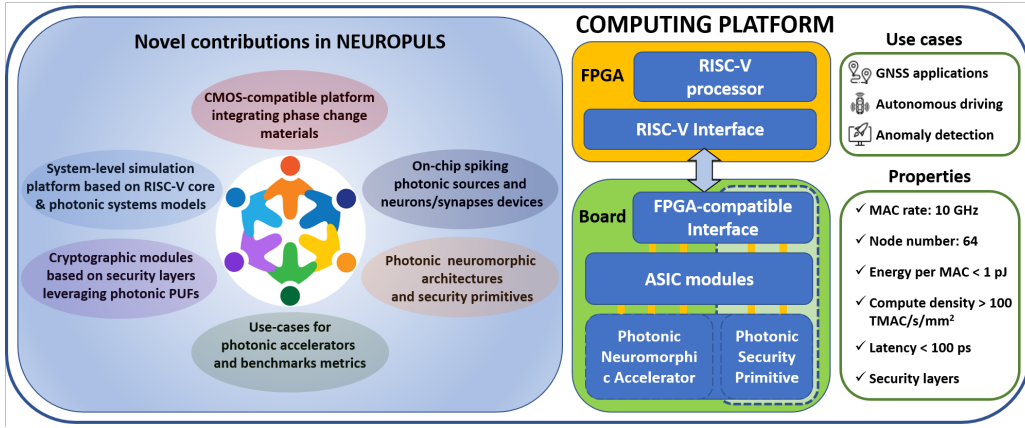 Novel contributions in NEUROPULS
CMOS-compatible platform
integrating phase change
materials
System-level simulation
platform based on RISC-V core
& photonic systems models
On-chip spiking
photonic sources and
neurons/synapses devices
Cryptographic modules
based on security layers
leveraging photonic PUFs
Photonic neuromorphic
architectures
and security primitives
Use-cases for
photonic accelerators
and benchmarks metrics
COMPUTING PLATFORM
FPGA
RISC-V
processor
RISC-V Interface
Board
FPGA-compatible
Interface
ASIC modules
Photonic
Neuromorphi
c Accelerator
Photonic
Security
Primitive
Use cases
GNSS applications
Autonomous driving
Anomaly detection
Properties
✓ MAC rate: 10 GHz
✓ Node number: 64
✓ Energy per MAC < 1 pJ
✓ Compute density > 100
TMAC/s/mm²
✓ Latency < 100 ps
✓ Security layers